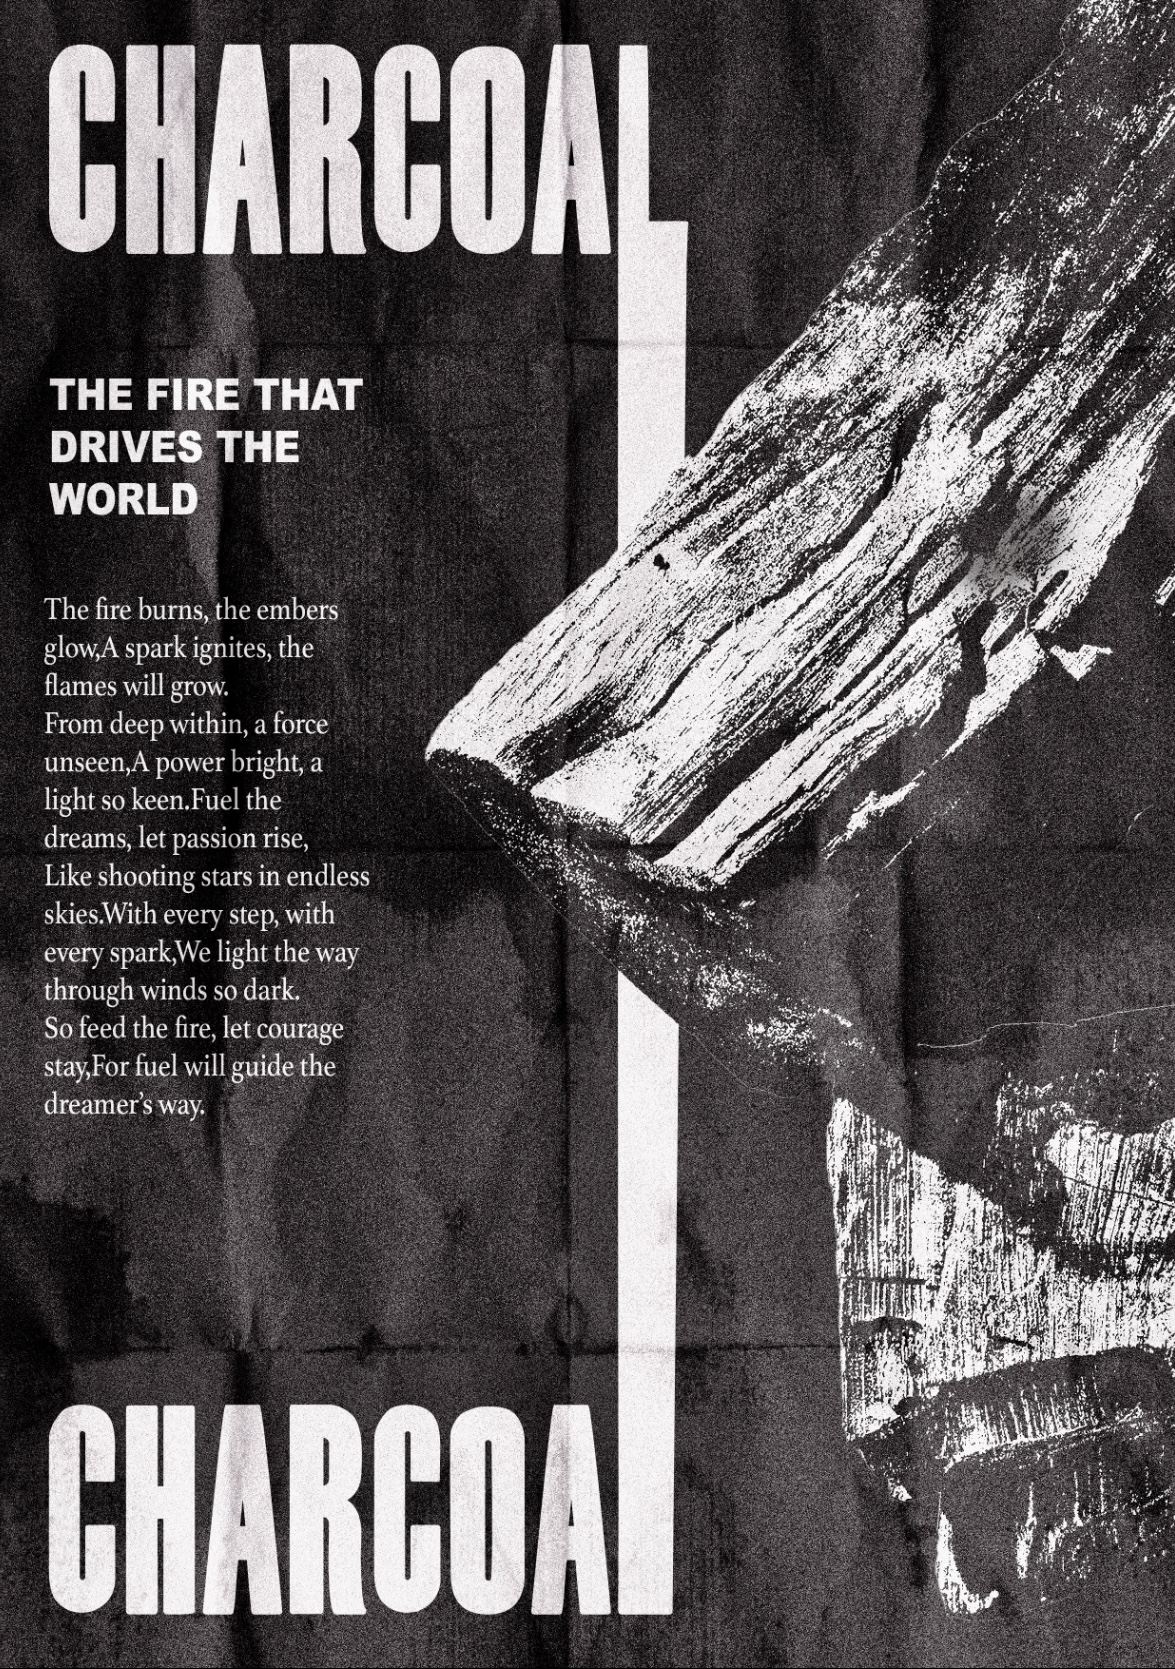 CHARCOAL
THE FIRE THAT
DRIVES THE
WORLD
The fire burns, the embers
glow,A spark ignites, the
flames will grow.
From deep within, a force
unseen,A power bright, a
light so keen.Fuel the
dreams, let passion rise,
Like shooting stars in endless
skies.With every step, with
every spark,We light the way
through winds so dark.
So feed the fire, let courage
stay,For fuel will guide the
dreamer’s way.
CHARCOAl